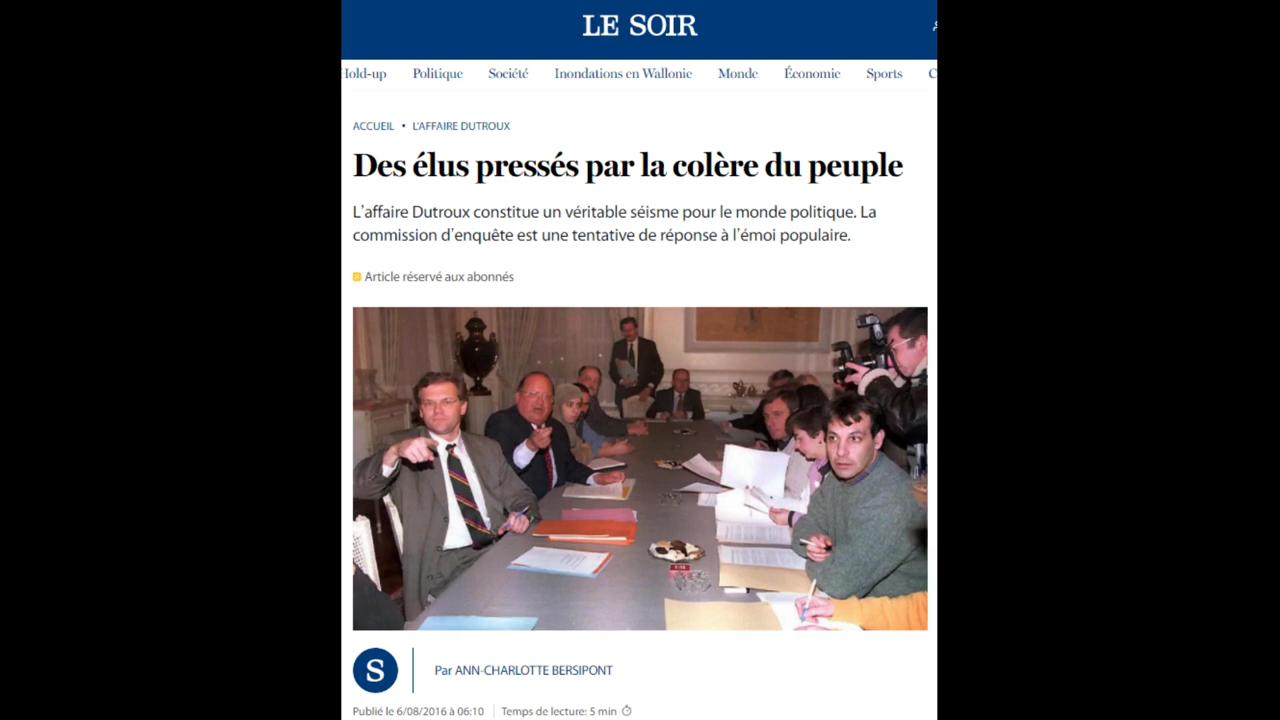 LE SOIR
Hold-up Politique Société Inondations en Wallonie Monde Économie Sports C
ACCUEIL • L'AFFAIRE DUTROUX
Des élus pressés par la colère du peuple
L'affaire Dutroux constitue un véritable séisme pour le monde politique. La
commission d'enquête est une tentative de réponse à l'émoi populaire.
Article réservé aux abonnés
S
Par ANN-CHARLOTTE BERSIPONT
Publié le 6/08/2016 à 06:10 Temps de lecture: 5 min